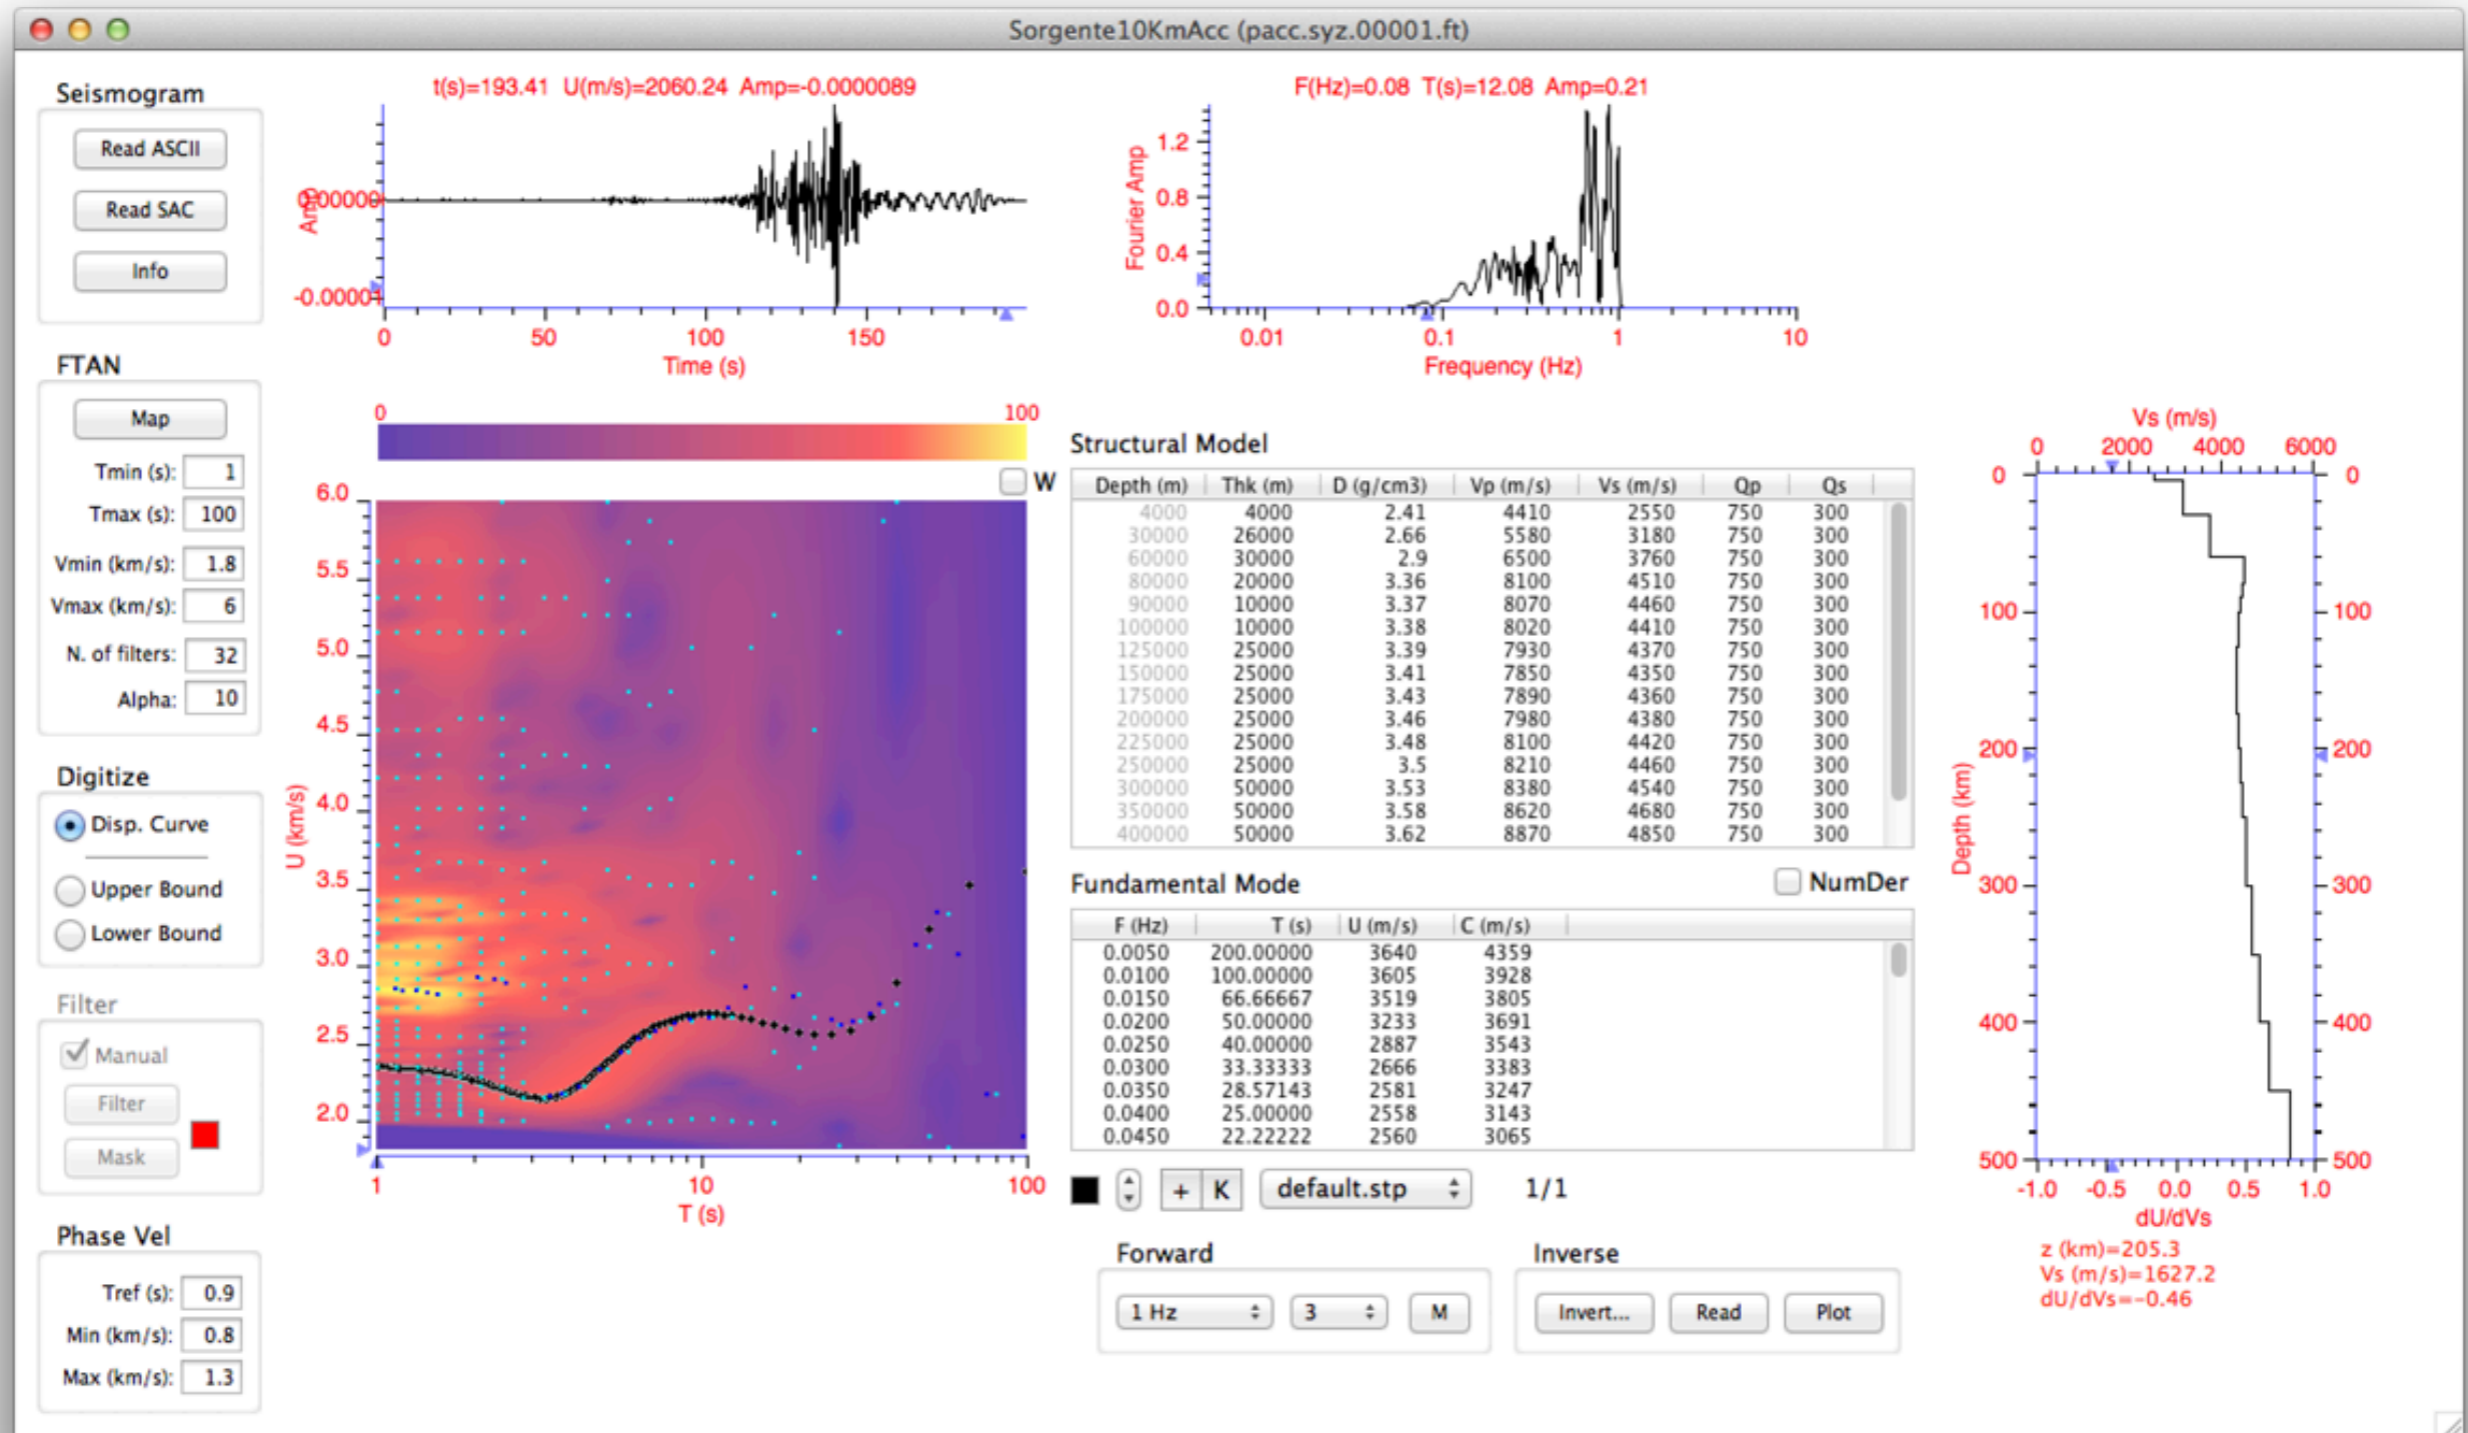 Sorgente10KmAcc (pacc.syz.00001.ft)
Seismogram
Read ASCII
Read SAC
Info
t(s)=193.41 U(m/s)=2060.24 Amp=-0.0000089
0.00000
-0.00001
0 50 100 150
Time (s)
F(Hz)=0.08 T(s)=12.08 Amp=0.21
Fourier Amp
1.2
0.8
0.4
0.0
0.01 0.1 1 10
Frequency (Hz)
FTAN
Map
Tmin (s): 1
Tmax (s): 100
Vmin (km/s): 1.8
Vmax (km/s): 6
N. of filters: 32
Alpha: 10
Digitize
Disp. Curve
Upper Bound
Lower Bound
Filter
Manual
Filter
Mask
Phase Vel
Tref (s): 0.9
Min (km/s): 0.8
Max (km/s): 1.3
0 100
W
U (km/s)
6.0
5.5
5.0
4.5
4.0
3.5
3.0
2.5
2.0
1 10 100
T (s)
Structural Model
Depth (m) Thk (m) D (g/cm3) Vp (m/s) Vs (m/s) Qp Qs
4000 4000 2.41 4410 2550 750 300
30000 26000 2.66 5580 3180 750 300
60000 30000 2.9 6500 3760 750 300
80000 20000 3.36 8100 4510 750 300
90000 10000 3.37 8070 4460 750 300
100000 10000 3.38 8020 4410 750 300
125000 25000 3.39 7930 4370 750 300
150000 25000 3.41 7850 4350 750 300
175000 25000 3.43 7890 4360 750 300
200000 25000 3.46 7980 4380 750 300
225000 25000 3.48 8100 4420 750 300
250000 25000 3.5 8210 4460 750 300
300000 50000 3.53 8380 4540 750 300
350000 50000 3.58 8620 4680 750 300
400000 50000 3.62 8870 4850 750 300
Fundamental Mode
NumDer
F (Hz) T (s) U (m/s) C (m/s)
0.0050 200.00000 3640 4359
0.0100 100.00000 3605 3928
0.0150 66.66667 3519 3805
0.0200 50.00000 3233 3691
0.0250 40.00000 2887 3543
0.0300 33.33333 2666 3383
0.0350 28.57143 2581 3247
0.0400 25.00000 2558 3143
0.0450 22.22222 2560 3065
+ K default.stp 1/1
Forward
1 Hz 3 M
Inverse
Invert... Read Plot
Vs (m/s)
0 2000 4000 6000
Depth (km)
0 0
100 100
200 200
300 300
400 400
500 500
-1.0 -0.5 0.0 0.5 1.0
dU/dVs
z (km)=205.3
Vs (m/s)=1627.2
dU/dVs=-0.46